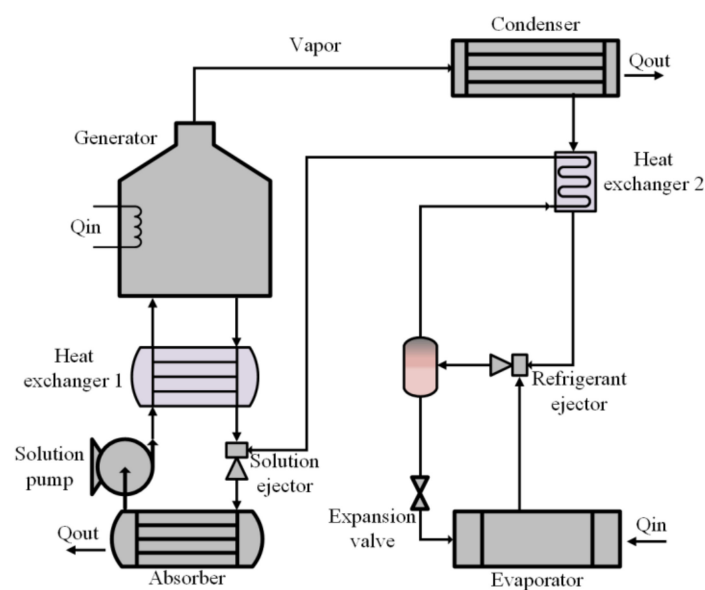 Condenser
Vapor
Qout
Generator
Heat
exchanger 2
Qin
Heat
exchanger 1
Refrigerant
ejector
Solution
pump
Solution
ejector
Expansion
valve
Qout
Qin
Absorber
Evaporator